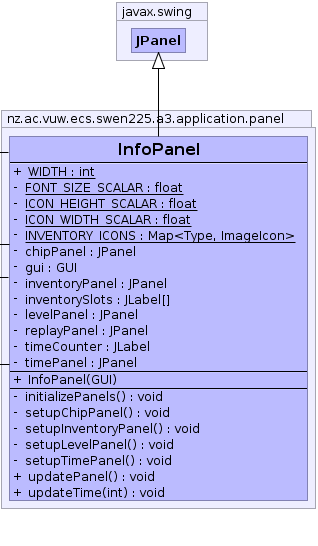 javax.swing
JPanel
nz.ac.vuw.ecs.swen225.a3.application.panel
InfoPanel
+ WIDTH : int
- FONT_SIZE_SCALAR : float
- ICON_HEIGHT_SCALAR : float
- ICON_WIDTH_SCALAR : float
- INVENTORY_ICONS : Map<Type, ImageIcon>
- chipPanel : JPanel
- gui : GUI
- inventoryPanel : JPanel
- inventorySlots : JLabel[]
- levelPanel : JPanel
- replayPanel : JPanel
- timeCounter : JLabel
- timePanel : JPanel
+ InfoPanel(GUI)
- initializePanels() : void
- setupChipPanel() : void
- setupInventoryPanel() : void
- setupLevelPanel() : void
- setupTimePanel() : void
+ updatePanel() : void
+ updateTime(int) : void